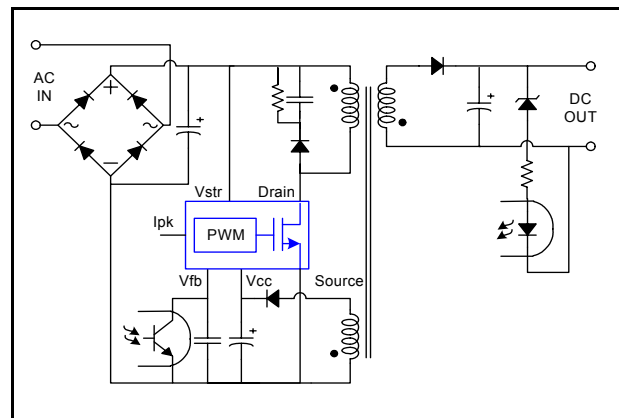 AC
IN
+
~
~
−
+
+
DC
OUT
Vstr
Drain
Ipk
PWM
Vfb
Vcc
Source
+